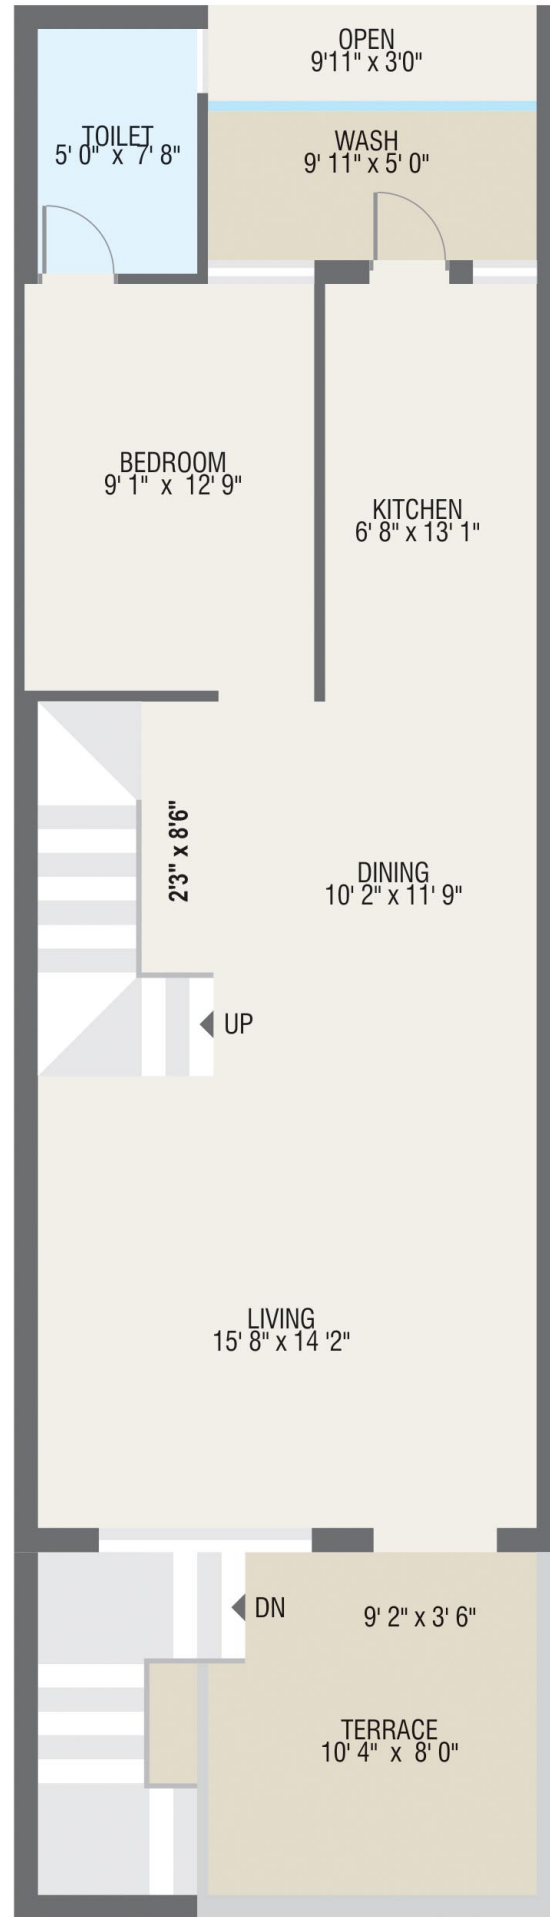 OPEN
9'11" x 3'0"
TOILET
5' 0" x 7' 8"
WASH
9' 11" x 5' 0"
BEDROOM
9' 1" x 12' 9"
KITCHEN
6' 8" x 13' 1"
2'3" x 8'6"
DINING
10' 2" x 11' 9"
UP
LIVING
15' 8" x 14 '2"
DN
9' 2" x 3' 6"
TERRACE
10' 4" x 8' 0"